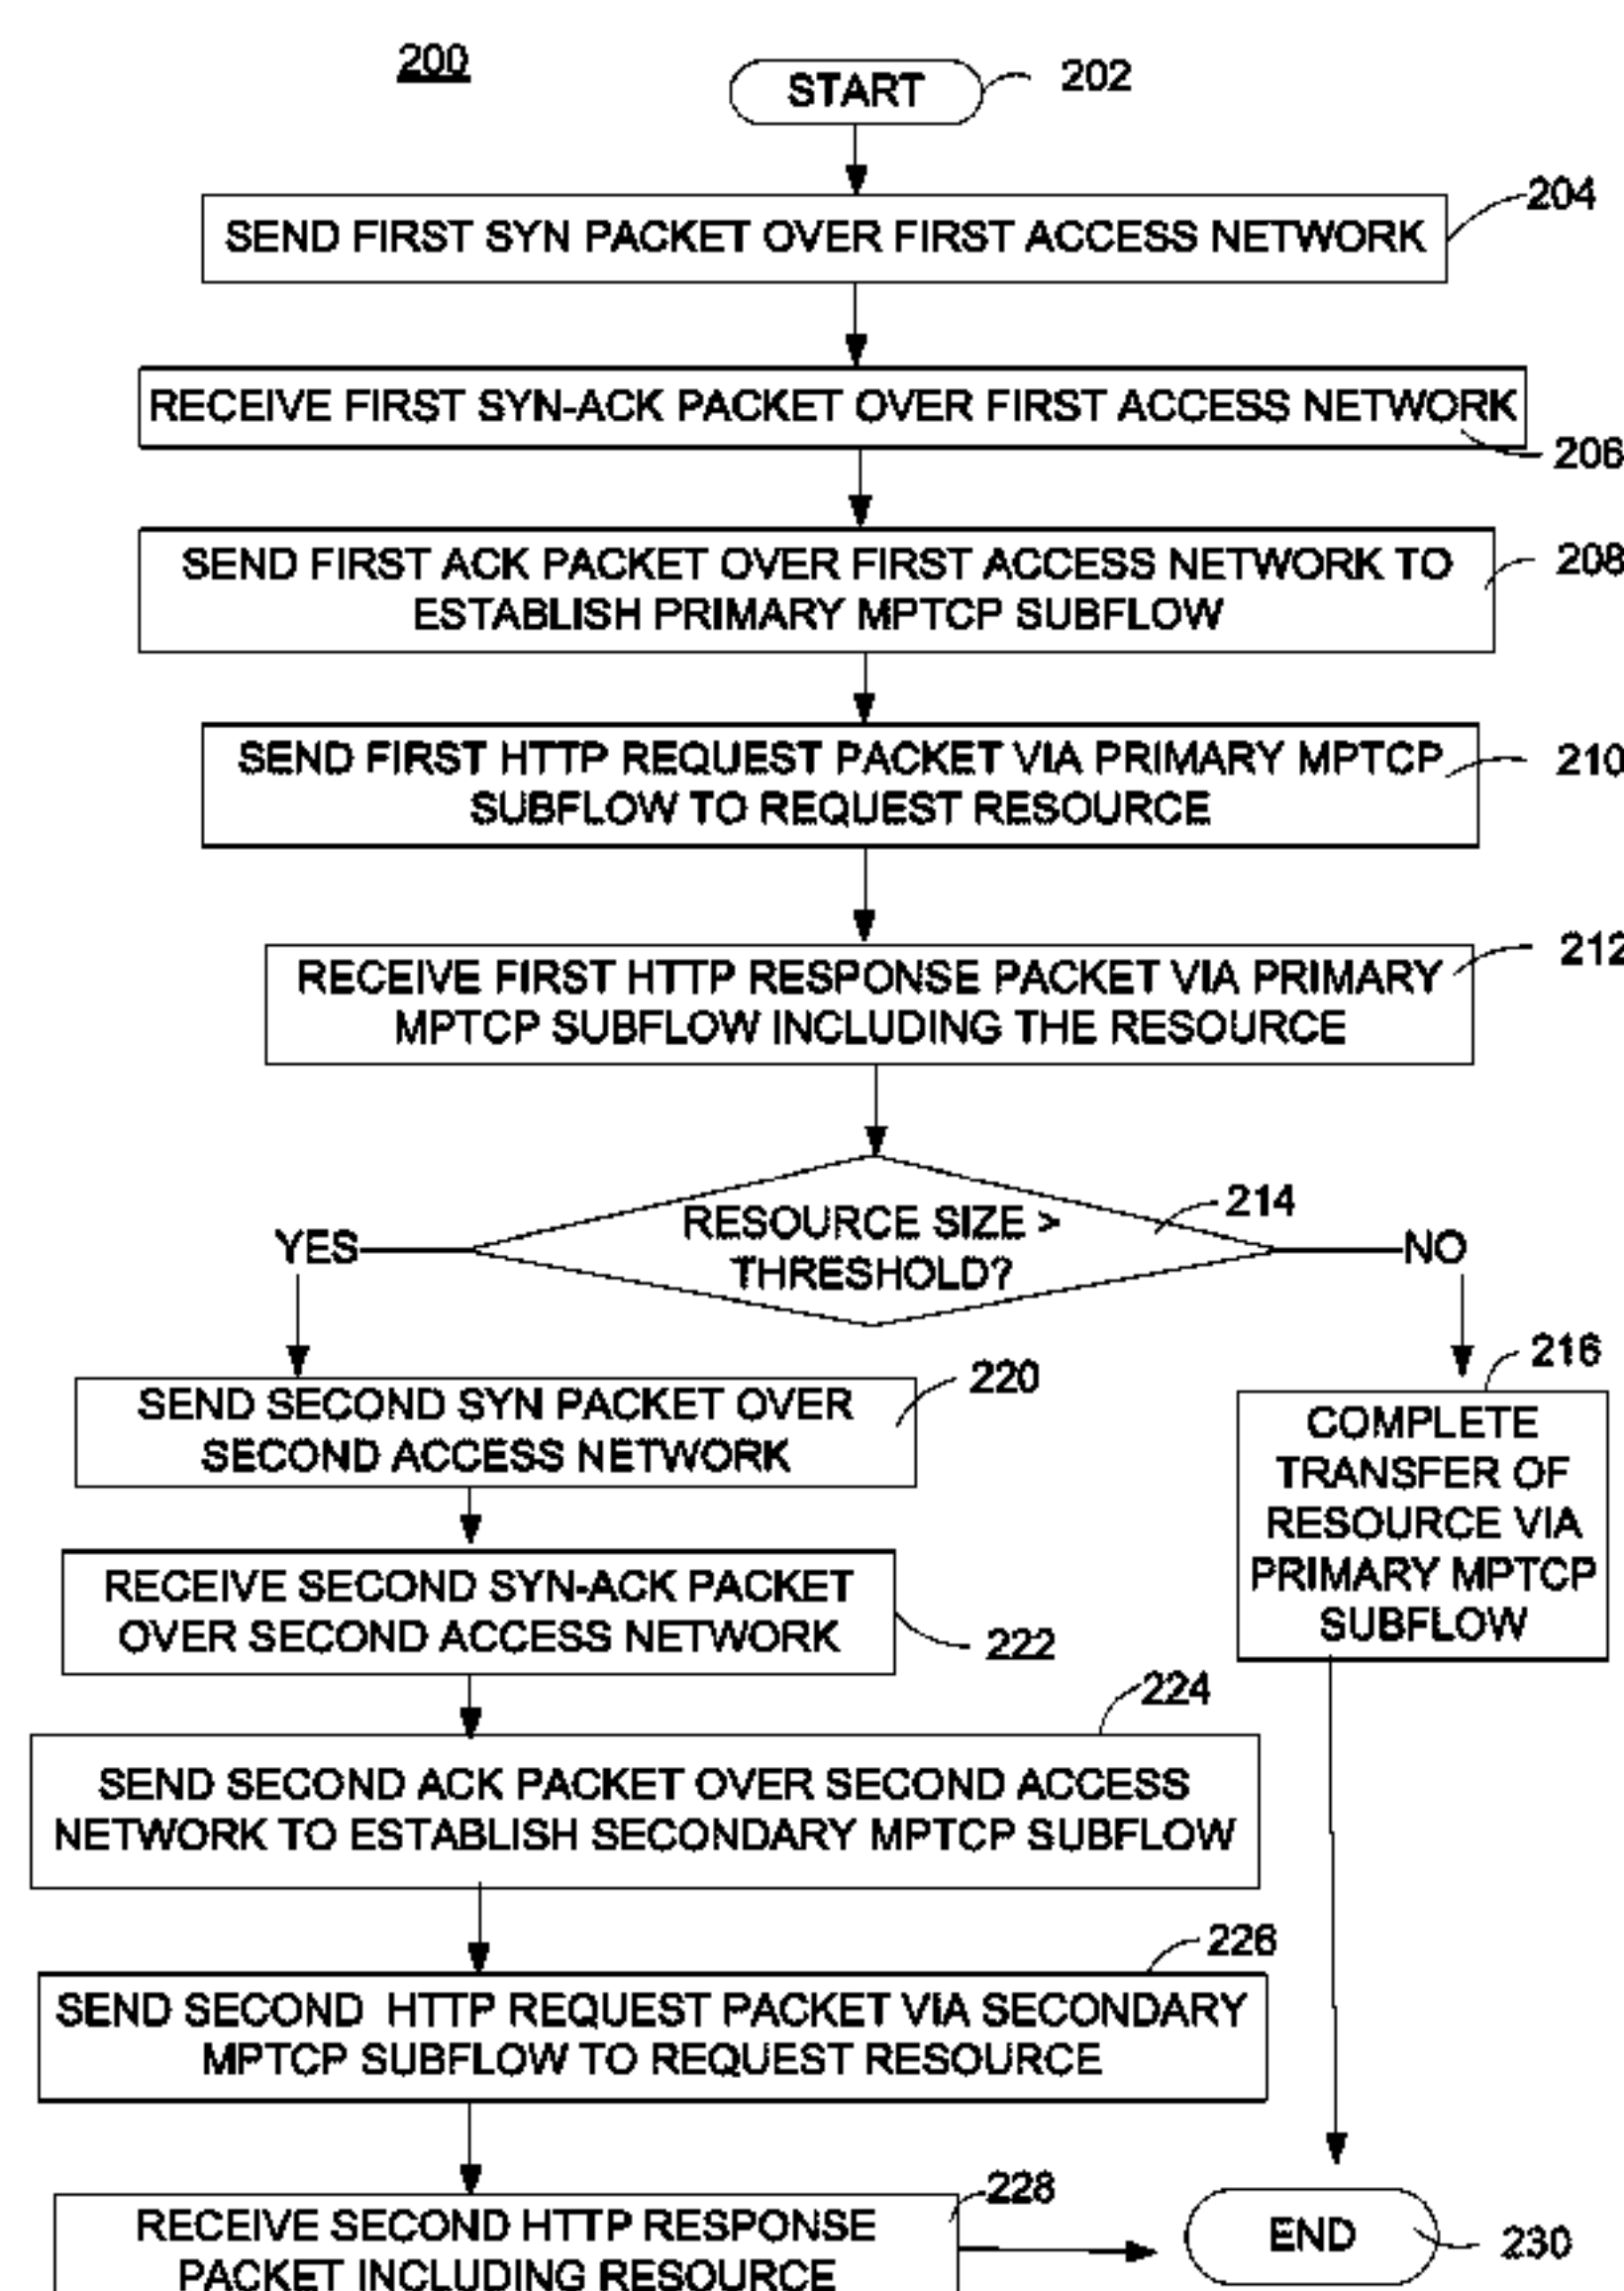 200
START
202
SEND FIRST SYN PACKET OVER FIRST ACCESS NETWORK
204
RECEIVE FIRST SYN-ACK PACKET OVER FIRST ACCESS NETWORK
206
SEND FIRST ACK PACKET OVER FIRST ACCESS NETWORK TO
ESTABLISH PRIMARY MPTCP SUBFLOW
208
SEND FIRST HTTP REQUEST PACKET VIA PRIMARY MPTCP
SUBFLOW TO REQUEST RESOURCE
210
RECEIVE FIRST HTTP RESPONSE PACKET VIA PRIMARY
MPTCP SUBFLOW INCLUDING THE RESOURCE
212
RESOURCE SIZE >
THRESHOLD?
214
YES
NO
SEND SECOND SYN PACKET OVER
SECOND ACCESS NETWORK
220
COMPLETE
TRANSFER OF
RESOURCE VIA
PRIMARY MPTCP
SUBFLOW
216
RECEIVE SECOND SYN-ACK PACKET
OVER SECOND ACCESS NETWORK
222
SEND SECOND ACK PACKET OVER SECOND ACCESS
NETWORK TO ESTABLISH SECONDARY MPTCP SUBFLOW
224
SEND SECOND HTTP REQUEST PACKET VIA SECONDARY
MPTCP SUBFLOW TO REQUEST RESOURCE
226
RECEIVE SECOND HTTP RESPONSE
PACKET INCLUDING RESOURCE
228
END
230